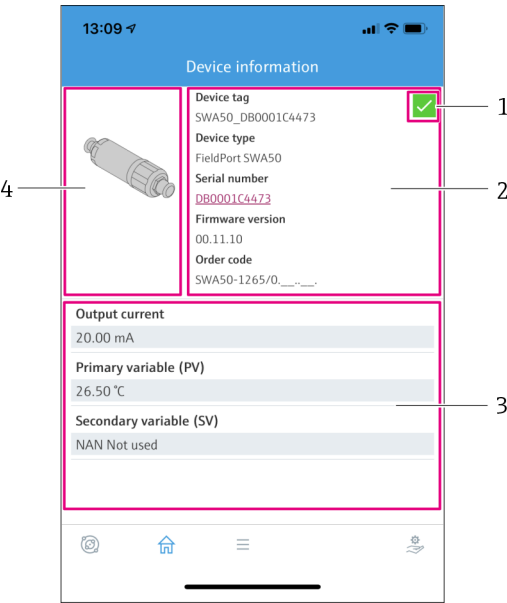 13:09
Device information
Device tag
SWA50_DB0001C4473
Device type
FieldPort SWA50
Serial number
DB0001C4473
Firmware version
00.11.10
Order code
SWA50-1265/0.__..__.
1
2
4
Output current
20.00 mA
Primary variable (PV)
26.50 °C
3
Secondary variable (SV)
NAN Not used